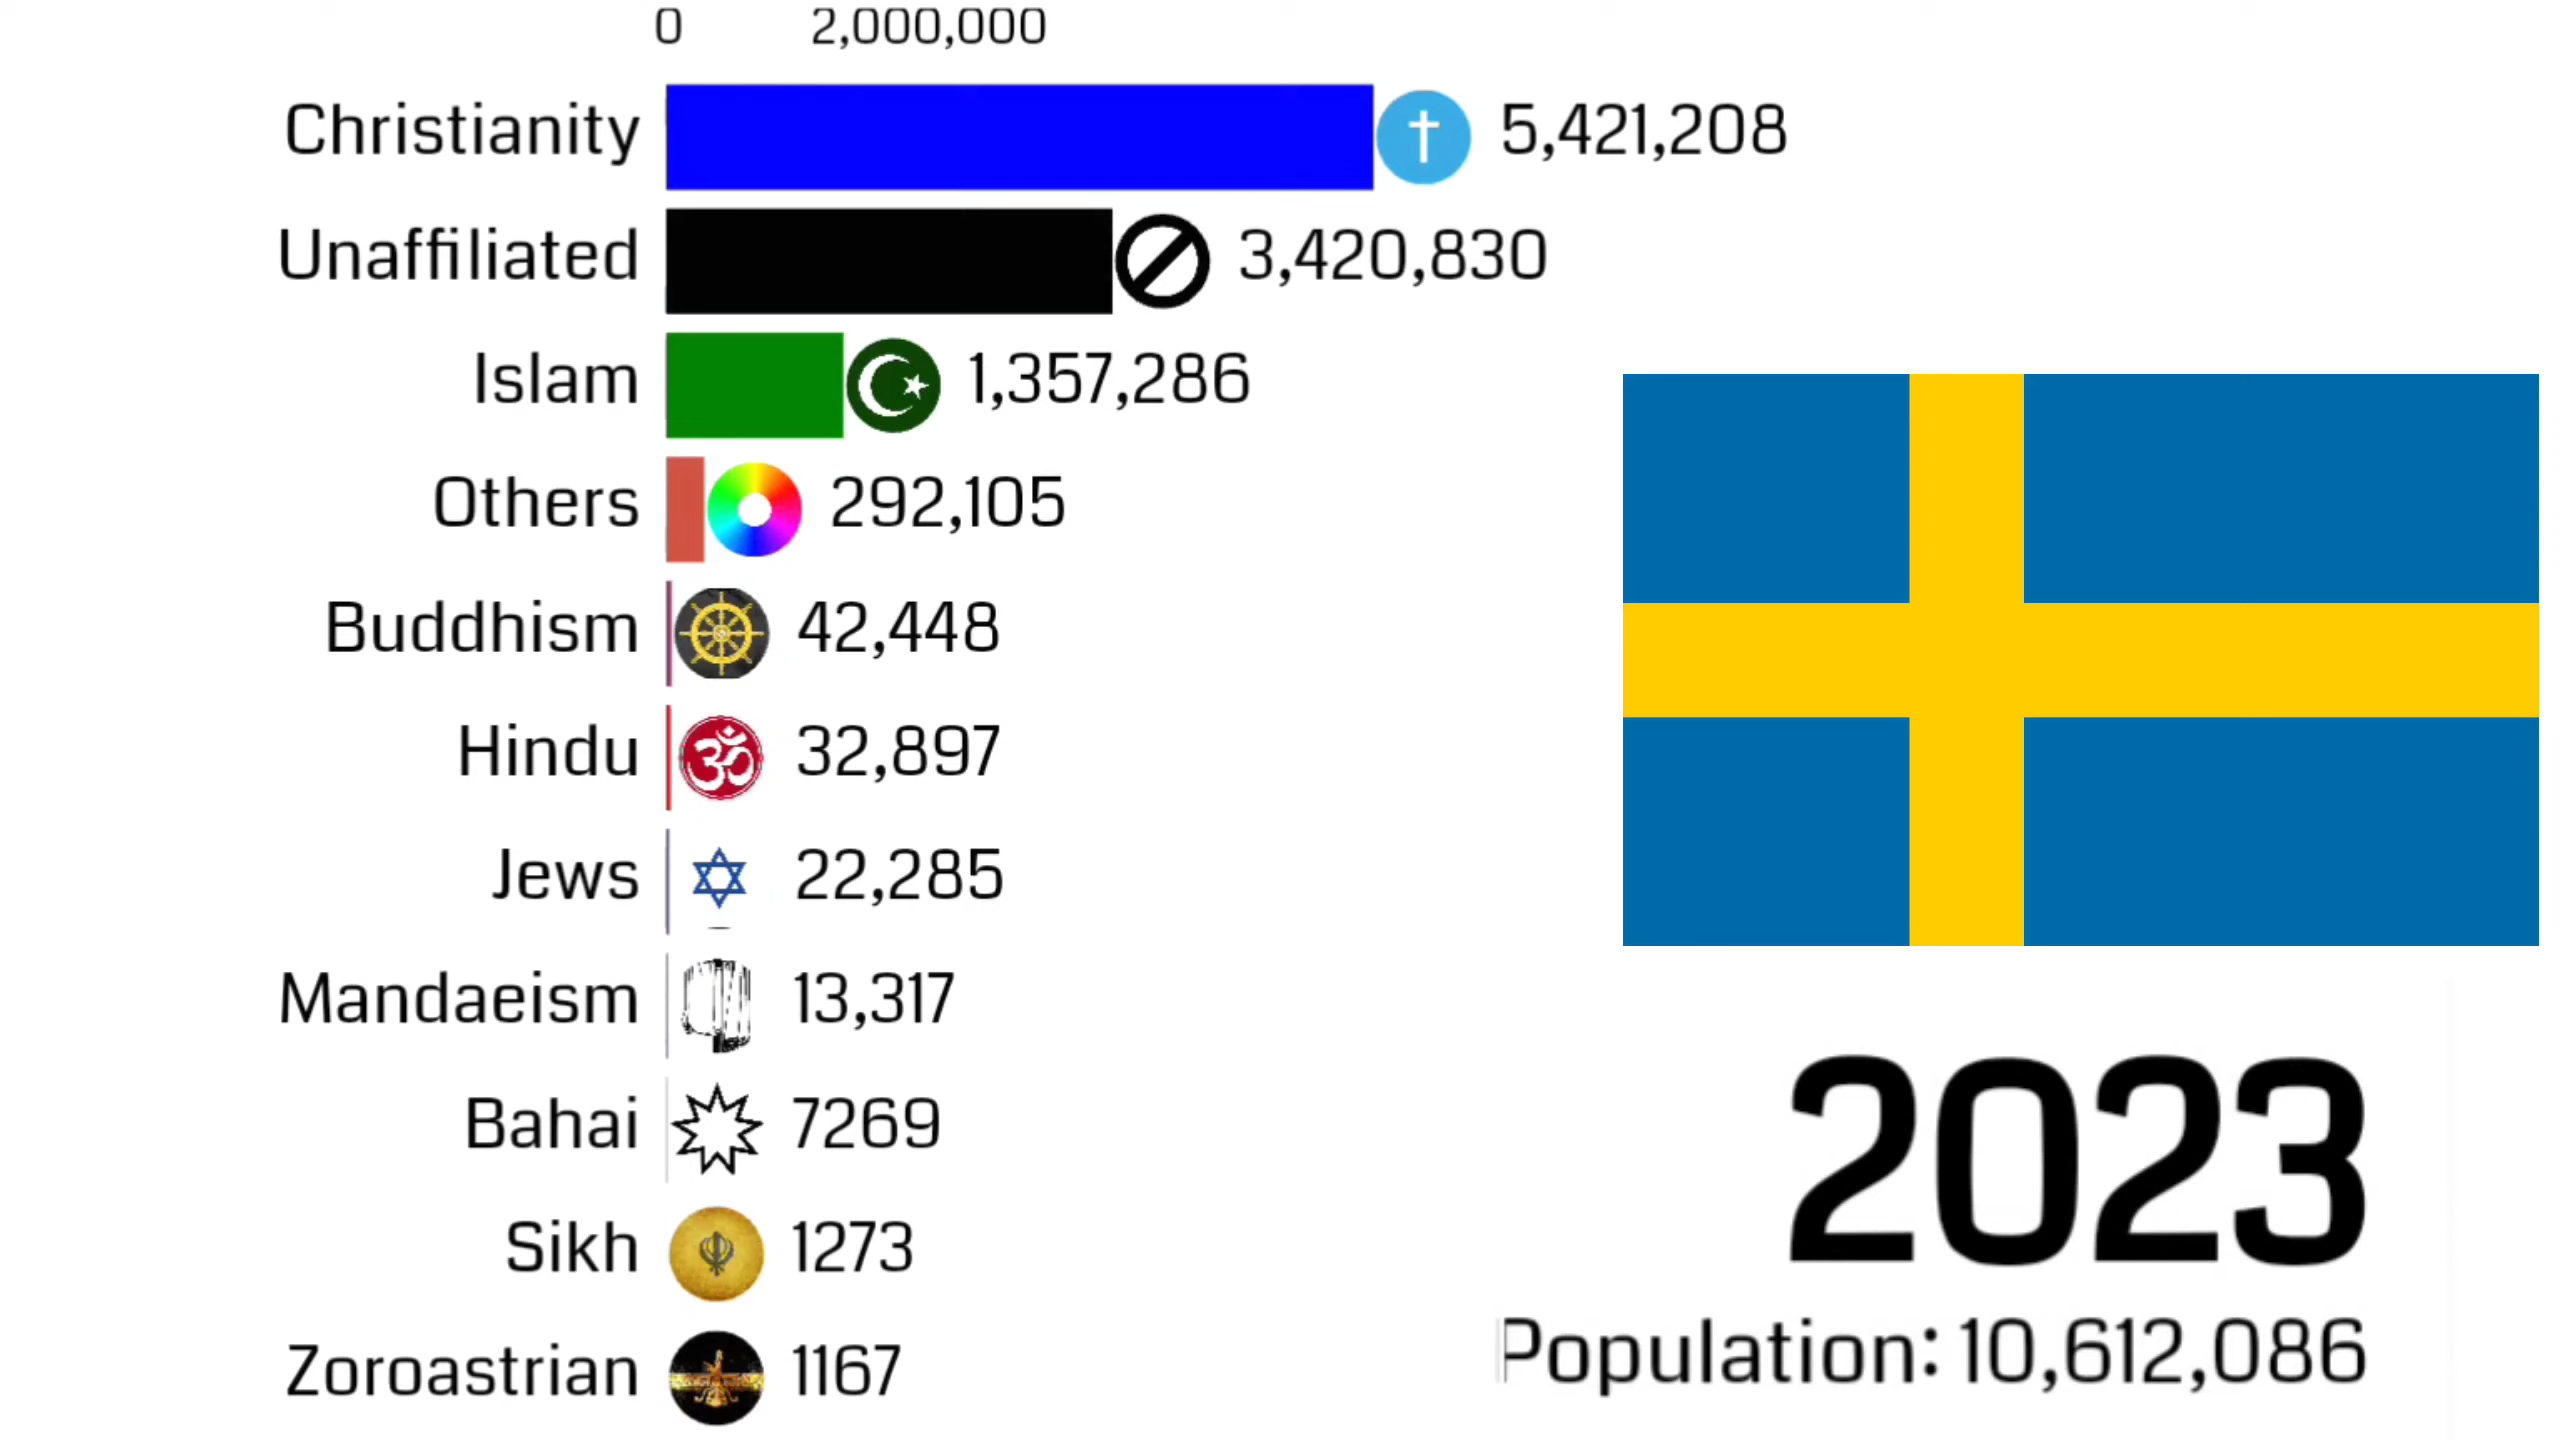 0 2,000,000
Christianity 5,421,208
Unaffiliated 3,420,830
Islam 1,357,286
Others 292,105
Buddhism 42,448
Hindu 32,897
Jews 22,285
Mandaeism 13,317
Bahai 7269
Sikh 1273
Zoroastrian 1167
2023
Population: 10,612,086